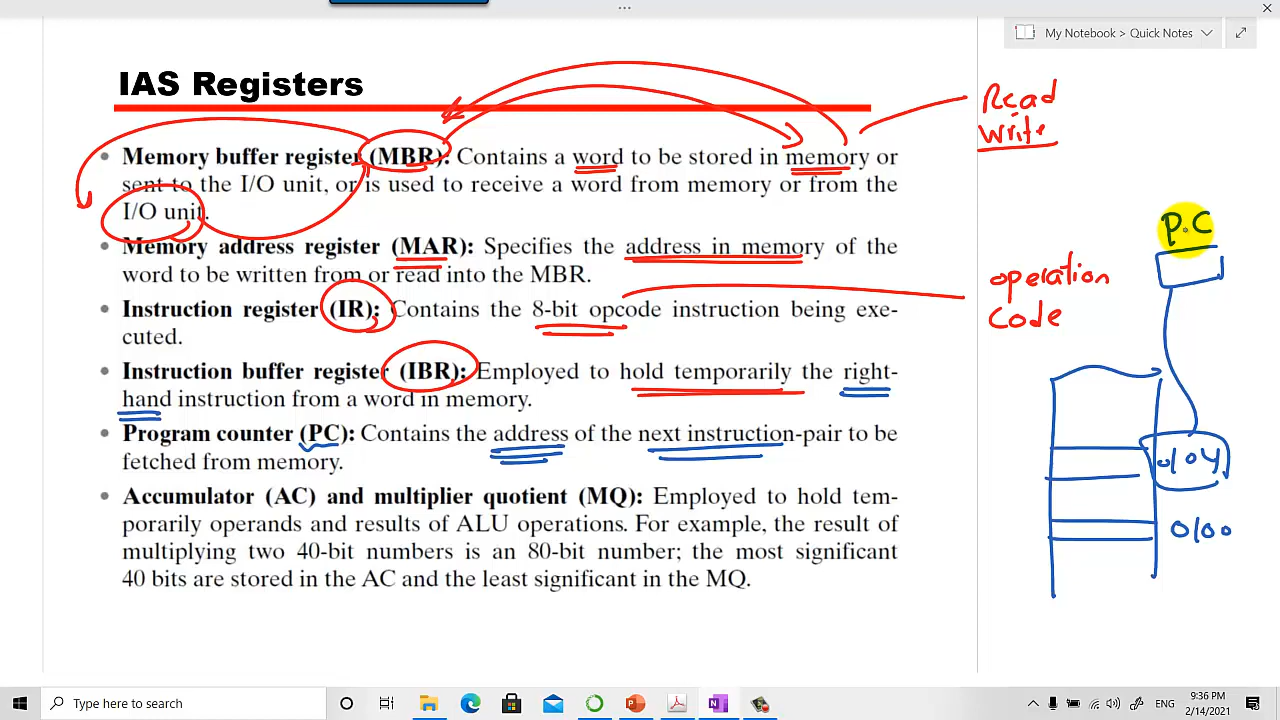 My Notebook > Quick Notes
IAS Registers
Read
Write
• Memory buffer register (MBR): Contains a word to be stored in memory or
sent to the I/O unit, or is used to receive a word from memory or from the
I/O unit.
P.C
• Memory address register (MAR): Specifies the address in memory of the
word to be written from or read into the MBR.
operation
Code
• Instruction register (IR): Contains the 8-bit opcode instruction being exe-
cuted.
• Instruction buffer register (IBR): Employed to hold temporarily the right-
hand instruction from a word in memory.
• Program counter (PC): Contains the address of the next instruction-pair to be
fetched from memory.
0104
• Accumulator (AC) and multiplier quotient (MQ): Employed to hold tem-
porarily operands and results of ALU operations. For example, the result of
multiplying two 40-bit numbers is an 80-bit number; the most significant
40 bits are stored in the AC and the least significant in the MQ.
0100
Type here to search
ENG
9:36 PM
2/14/2021